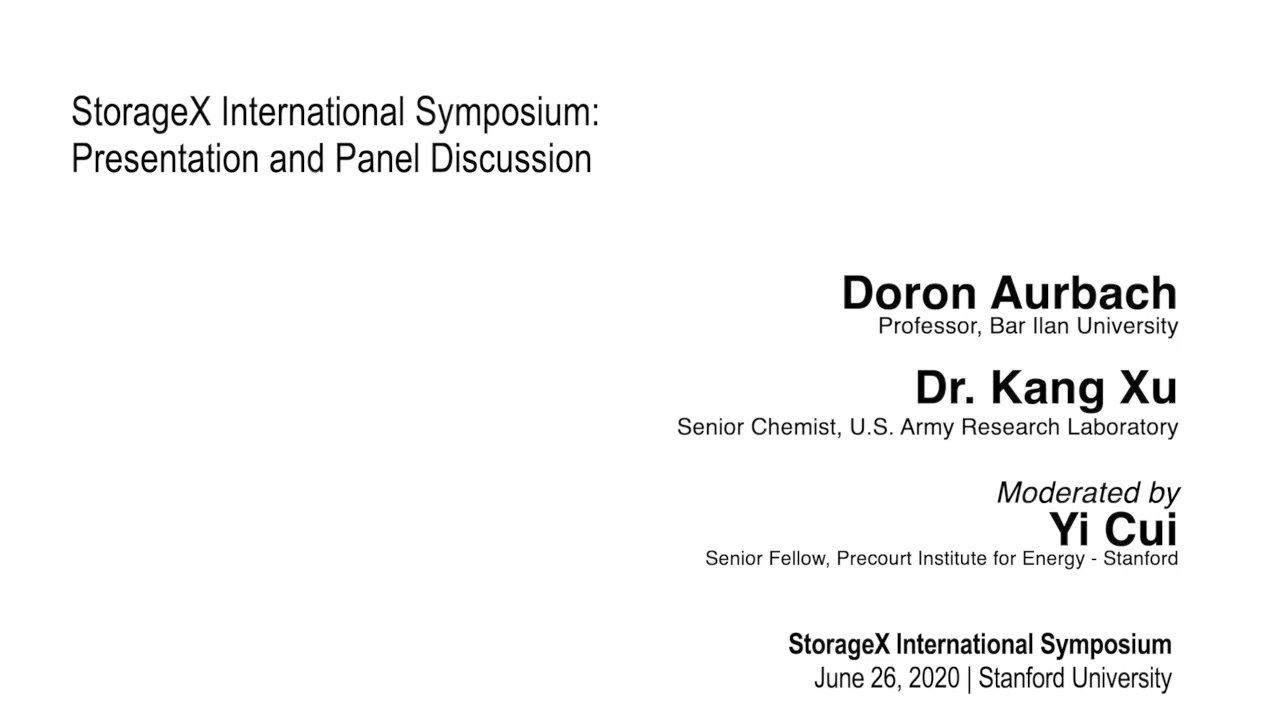 StorageX International Symposium:
Presentation and Panel Discussion
Doron Aurbach
Professor, Bar Ilan University
Dr. Kang Xu
Senior Chemist, U.S. Army Research Laboratory
Moderated by
Yi Cui
Senior Fellow, Precourt Institute for Energy - Stanford
StorageX International Symposium
June 26, 2020 | Stanford University